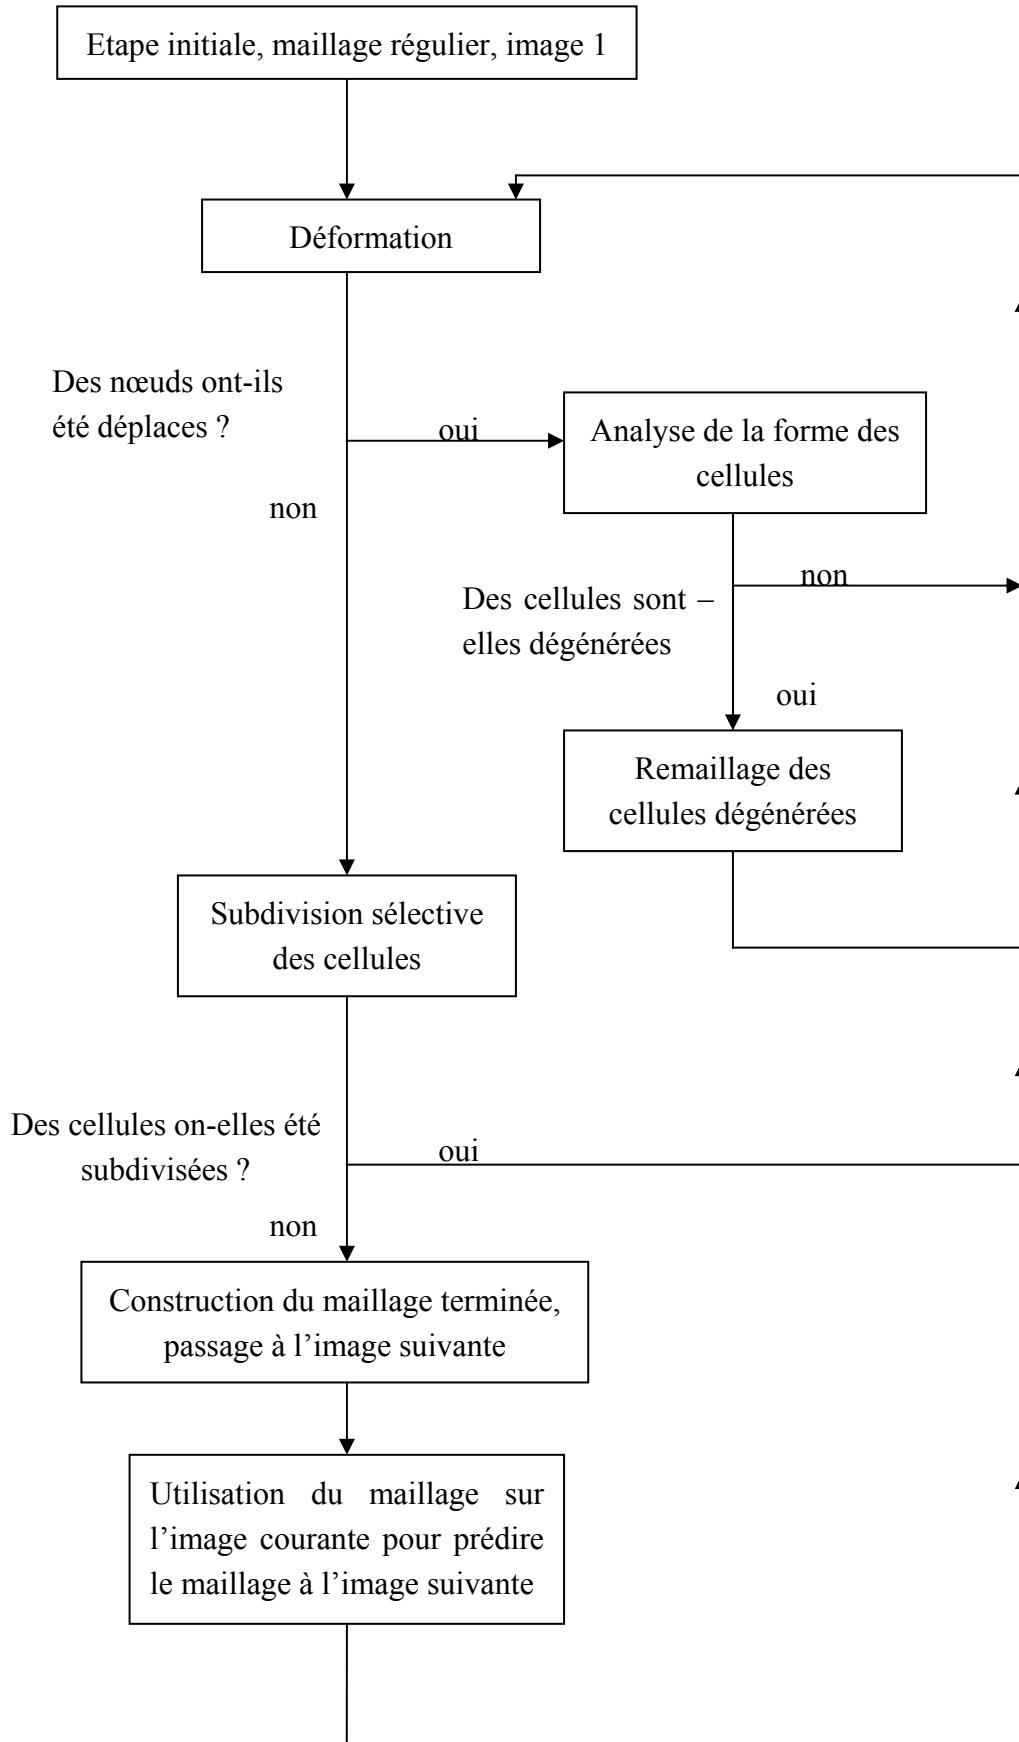 Etape initiale, maillage régulier, image 1
Déformation
Des nœuds ont-ils
été déplaces ?
oui
Analyse de la forme des
cellules
non
non
Des cellules sont –
elles dégénérées
oui
Remaillage des
cellules dégénérées
Subdivision sélective
des cellules
Des cellules on-elles été
subdivisées ?
oui
non
Construction du maillage terminée,
passage à l’image suivante
Utilisation du maillage sur
l’image courante pour prédire
le maillage à l’image suivante